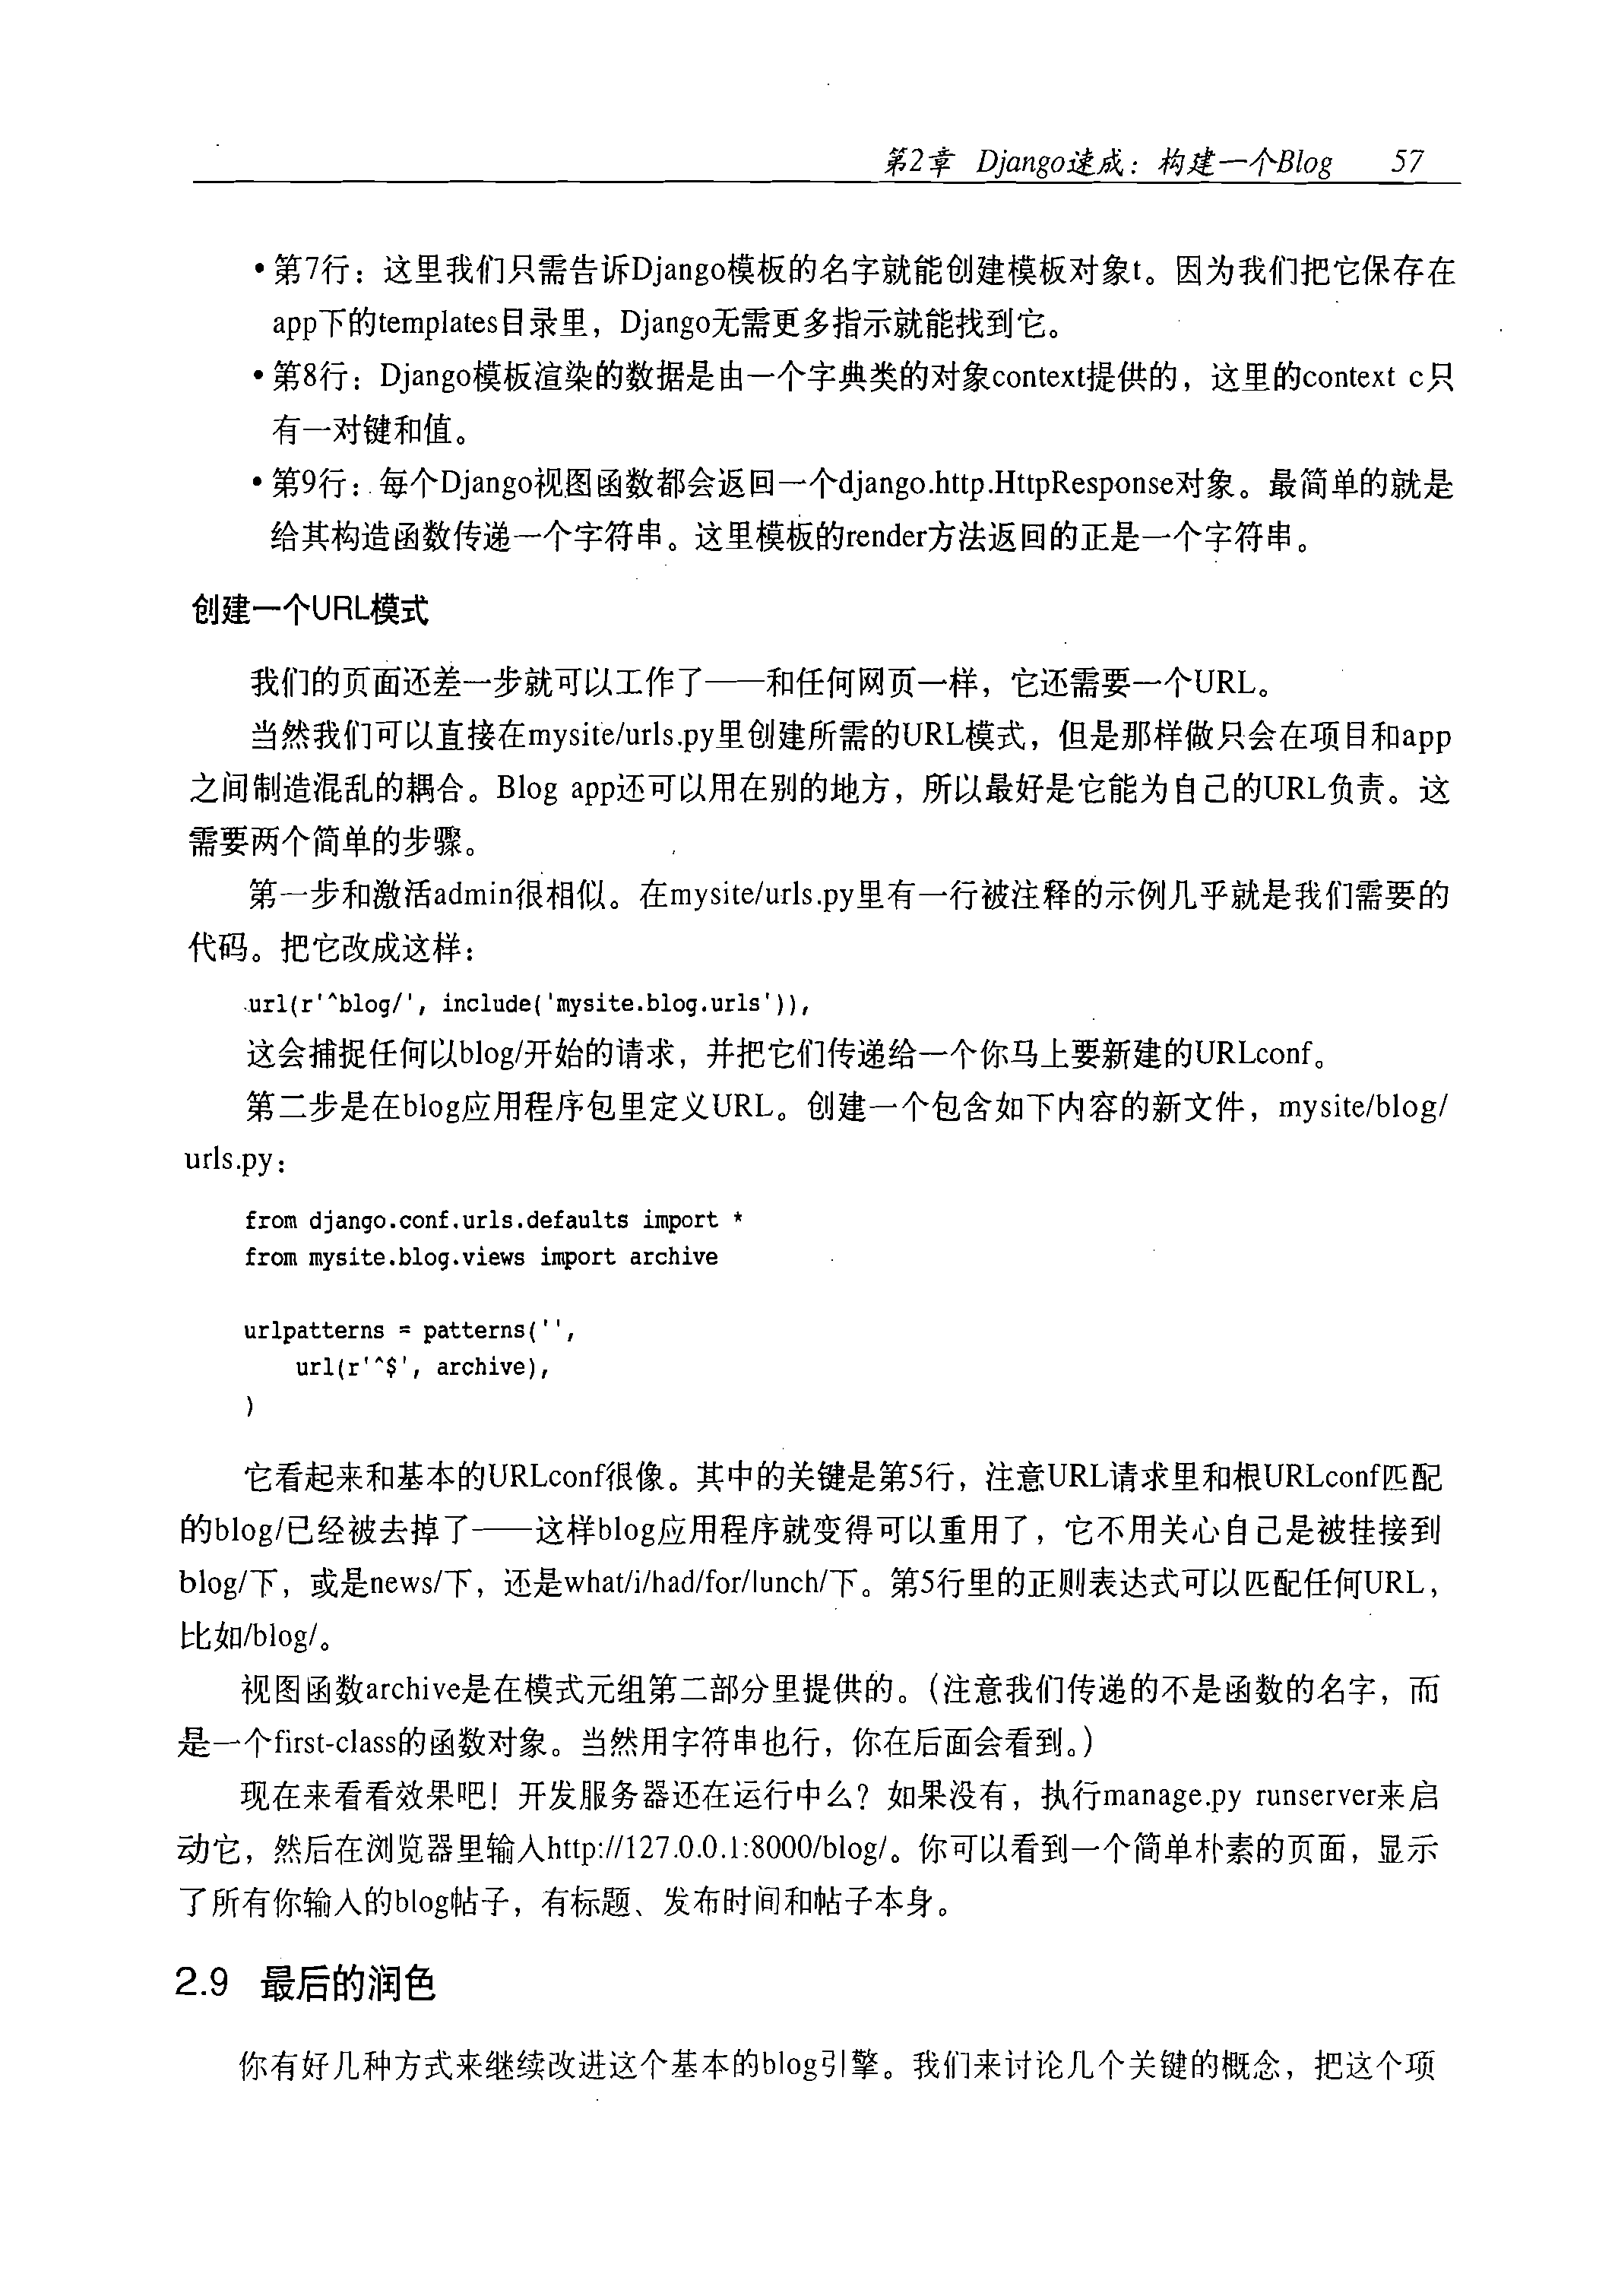 第2章 Django速成：构建一个Blog 57
•第7行：这里我们只需告诉Django模板的名字就能创建模板对象t。因为我们把它保存在
app下的templates目录里，Django无需更多指示就能找到它。
•第8行：Django模板渲染的数据是由一个字典类的对象context提供的，这里的context c只
有一对键和值。
•第9行：每个Django视图函数都会返回一个django.http.HttpResponse对象。最简单的就是
给其构造函数传递一个字符串。这里模板的render方法返回的正是一个字符串。
创建一个URL模式
我们的页面还差一步就可以工作了——和任何网页一样，它还需要一个URL。
当然我们可以直接在mysite/urls.py里创建所需的URL模式，但是那样做只会在项目和app
之间制造混乱的耦合。Blog app还可以用在别的地方，所以最好是它能为自己的URL负责。这
需要两个简单的步骤。
第一步和激活admin很相似。在mysite/urls.py里有一行被注释的示例几乎就是我们需要的
代码。把它改成这样：
url(r'^blog/', include('mysite.blog.urls')),
这会捕捉任何以blog/开始的请求，并把它们传递给一个你马上要新建的URLconf。
第二步是在blog应用程序包里定义URL。创建一个包含如下内容的新文件，mysite/blog/
urls.py：
from django.conf.urls.defaults import *
from mysite.blog.views import archive
urlpatterns = patterns('',
url(r'^$', archive),
)
它看起来和基本的URLconf很像。其中的关键是第5行，注意URL请求里和根URLconf匹配
的blog/已经被去掉了——这样blog应用程序就变得可以重用了，它不用关心自己是被挂接到
blog/下，或是news/下，还是what/i/had/for/lunch/下。第5行里的正则表达式可以匹配任何URL，
比如/blog/。
视图函数archive是在模式元组第二部分里提供的。（注意我们传递的不是函数的名字，而
是一个first-class的函数对象。当然用字符串也行，你在后面会看到。）
现在来看看效果吧！开发服务器还在运行中么？如果没有，执行manage.py runserver来启
动它，然后在浏览器里输入http://127.0.0.1:8000/blog/。你可以看到一个简单朴素的页面，显示
了所有你输入的blog帖子，有标题、发布时间和帖子本身。
2.9 最后的润色
你有好几种方式来继续改进这个基本的blog引擎。我们来讨论几个关键的概念，把这个项